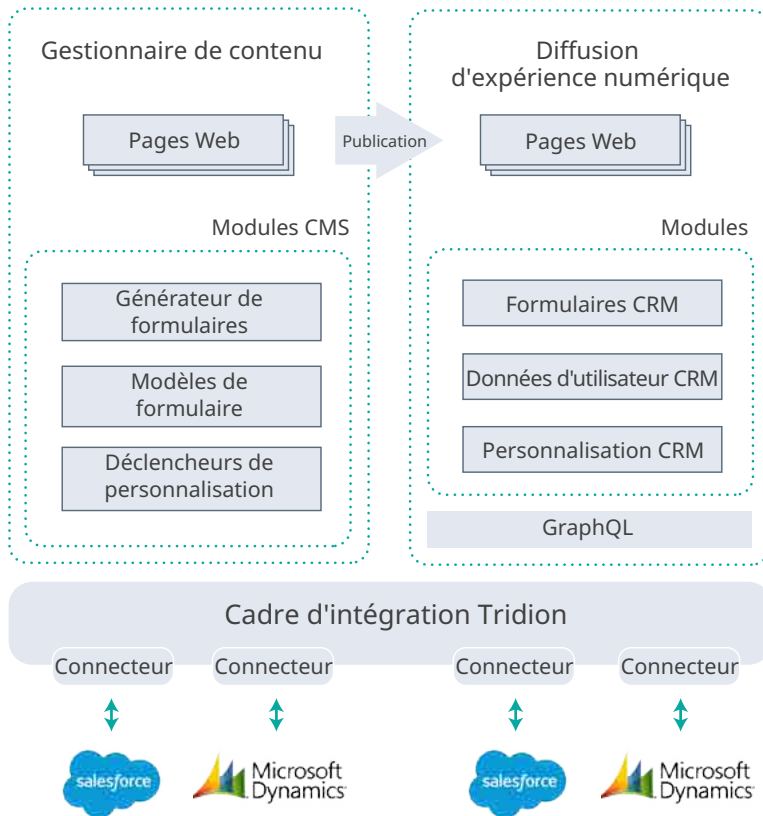 Gestionnaire de contenu
Pages Web
Publication
Modules CMS
Générateur de
formulaires
Modèles de
formulaire
Déclencheurs de
personnalisation
Diffusion
d'expérience numérique
Pages Web
Modules
Formulaires CRM
Données d'utilisateur CRM
Personnalisation CRM
GraphQL
Cadre d'intégration Tridion
Connecteur
Connecteur
Connecteur
Connecteur
salesforce
Microsoft
Dynamics
salesforce
Microsoft
Dynamics